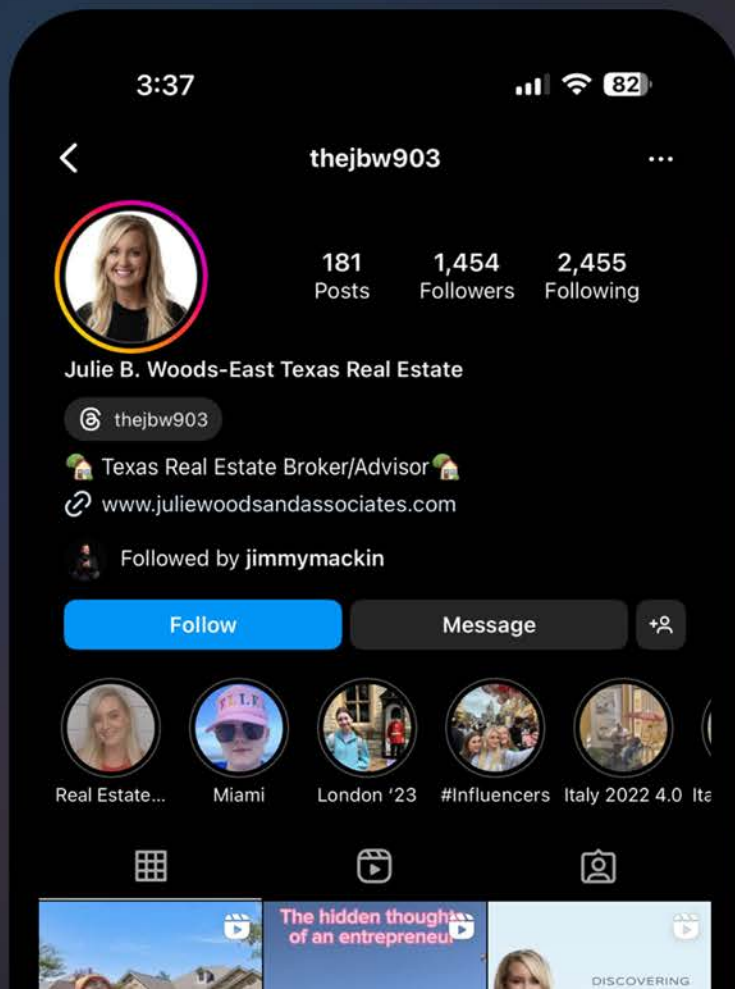 3:37
82
thejbw903
181 1,454 2,455
Posts Followers Following
Julie B. Woods-East Texas Real Estate
thejbw903
Texas Real Estate Broker/Advisor
www.juliewoodsandassociates.com
Followed by jimmymackin
Follow Message
ELLE
Real Estate... Miami London '23 #Influencers Italy 2022 4.0 Ita
The hidden thoughts
of an entrepreneur
DISCOVERING